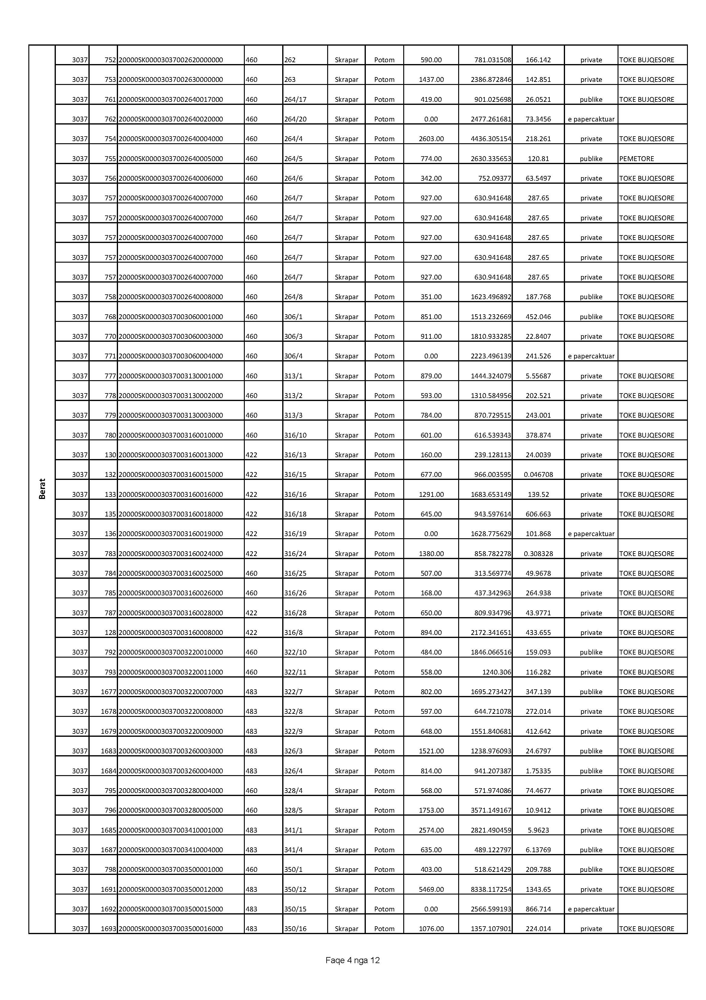 3037 752 20000SK00003037002620000000 460 262 Skrapar Potom 590.00 781.031508 166.142 private TOKE BUJQESORE
3037 753 20000SK00003037002630000000 460 263 Skrapar Potom 1437.00 2386.872846 142.851 private TOKE BUJQESORE
3037 761 20000SK00003037002640017000 460 264/17 Skrapar Potom 419.00 901.025698 26.0521 publike TOKE BUJQESORE
3037 762 20000SK00003037002640020000 460 264/20 Skrapar Potom 0.00 2477.261681 73.3456 e papercaktuar
3037 754 20000SK00003037002640004000 460 264/4 Skrapar Potom 2603.00 4436.305154 218.261 private TOKE BUJQESORE
3037 755 20000SK00003037002640005000 460 264/5 Skrapar Potom 774.00 2630.335653 120.81 publike PEMETORE
3037 756 20000SK00003037002640006000 460 264/6 Skrapar Potom 342.00 752.09377 63.5497 private TOKE BUJQESORE
3037 757 20000SK00003037002640007000 460 264/7 Skrapar Potom 927.00 630.941648 287.65 private TOKE BUJQESORE
3037 757 20000SK00003037002640007000 460 264/7 Skrapar Potom 927.00 630.941648 287.65 private TOKE BUJQESORE
3037 757 20000SK00003037002640007000 460 264/7 Skrapar Potom 927.00 630.941648 287.65 private TOKE BUJQESORE
3037 757 20000SK00003037002640007000 460 264/7 Skrapar Potom 927.00 630.941648 287.65 private TOKE BUJQESORE
3037 757 20000SK00003037002640007000 460 264/7 Skrapar Potom 927.00 630.941648 287.65 private TOKE BUJQESORE
3037 758 20000SK00003037002640008000 460 264/8 Skrapar Potom 351.00 1623.496892 187.768 publike TOKE BUJQESORE
3037 768 20000SK00003037003060001000 460 306/1 Skrapar Potom 851.00 1513.232669 452.046 publike TOKE BUJQESORE
3037 770 20000SK00003037003060003000 460 306/3 Skrapar Potom 911.00 1810.933285 22.8407 private TOKE BUJQESORE
3037 771 20000SK00003037003060004000 460 306/4 Skrapar Potom 0.00 2223.496139 241.526 e papercaktuar
3037 777 20000SK00003037003130001000 460 313/1 Skrapar Potom 879.00 1444.324079 5.55687 private TOKE BUJQESORE
3037 778 20000SK00003037003130002000 460 313/2 Skrapar Potom 593.00 1310.584956 202.521 private TOKE BUJQESORE
3037 779 20000SK00003037003130003000 460 313/3 Skrapar Potom 784.00 870.729515 243.001 private TOKE BUJQESORE
3037 780 20000SK00003037003160010000 460 316/10 Skrapar Potom 601.00 616.539343 378.874 private TOKE BUJQESORE
3037 130 20000SK00003037003160013000 422 316/13 Skrapar Potom 160.00 239.128113 24.0039 private TOKE BUJQESORE
3037 132 20000SK00003037003160015000 422 316/15 Skrapar Potom 677.00 966.003595 0.046708 private TOKE BUJQESORE
Berat
3037 133 20000SK00003037003160016000 422 316/16 Skrapar Potom 1291.00 1683.653149 139.52 private TOKE BUJQESORE
3037 135 20000SK00003037003160018000 422 316/18 Skrapar Potom 645.00 943.597614 606.663 private TOKE BUJQESORE
3037 136 20000SK00003037003160019000 422 316/19 Skrapar Potom 0.00 1628.775629 101.868 e papercaktuar
3037 783 20000SK00003037003160024000 422 316/24 Skrapar Potom 1380.00 858.782278 0.308328 private TOKE BUJQESORE
3037 784 20000SK00003037003160025000 460 316/25 Skrapar Potom 507.00 313.569774 49.9678 private TOKE BUJQESORE
3037 785 20000SK00003037003160026000 460 316/26 Skrapar Potom 168.00 437.342963 264.938 private TOKE BUJQESORE
3037 787 20000SK00003037003160028000 422 316/28 Skrapar Potom 650.00 809.934796 43.9771 private TOKE BUJQESORE
3037 128 20000SK00003037003160008000 422 316/8 Skrapar Potom 894.00 2172.341651 433.655 private TOKE BUJQESORE
3037 792 20000SK00003037003220010000 460 322/10 Skrapar Potom 484.00 1846.066516 159.093 publike TOKE BUJQESORE
3037 793 20000SK00003037003220011000 460 322/11 Skrapar Potom 558.00 1240.306 116.282 private TOKE BUJQESORE
3037 1677 20000SK00003037003220007000 483 322/7 Skrapar Potom 802.00 1695.273427 347.139 publike TOKE BUJQESORE
3037 1678 20000SK00003037003220008000 483 322/8 Skrapar Potom 597.00 644.721078 272.014 private TOKE BUJQESORE
3037 1679 20000SK00003037003220009000 483 322/9 Skrapar Potom 648.00 1551.840681 412.642 private TOKE BUJQESORE
3037 1683 20000SK00003037003260003000 483 326/3 Skrapar Potom 1521.00 1238.976093 24.6797 publike TOKE BUJQESORE
3037 1684 20000SK00003037003260004000 483 326/4 Skrapar Potom 814.00 941.207387 1.75335 publike TOKE BUJQESORE
3037 795 20000SK00003037003280004000 460 328/4 Skrapar Potom 568.00 571.974086 74.4677 private TOKE BUJQESORE
3037 796 20000SK00003037003280005000 460 328/5 Skrapar Potom 1753.00 3571.149167 10.9412 private TOKE BUJQESORE
3037 1685 20000SK00003037003410001000 483 341/1 Skrapar Potom 2574.00 2821.490459 5.9623 private TOKE BUJQESORE
3037 1687 20000SK00003037003410004000 483 341/4 Skrapar Potom 635.00 489.122797 6.13769 publike TOKE BUJQESORE
3037 798 20000SK00003037003500001000 460 350/1 Skrapar Potom 403.00 518.621429 209.788 publike TOKE BUJQESORE
3037 1691 20000SK00003037003500012000 483 350/12 Skrapar Potom 5469.00 8338.117254 1343.65 private TOKE BUJQESORE
3037 1692 20000SK00003037003500015000 483 350/15 Skrapar Potom 0.00 2566.599193 866.714 e papercaktuar
3037 1693 20000SK00003037003500016000 483 350/16 Skrapar Potom 1076.00 1357.107901 224.014 private TOKE BUJQESORE
Faqe 4 nga 12